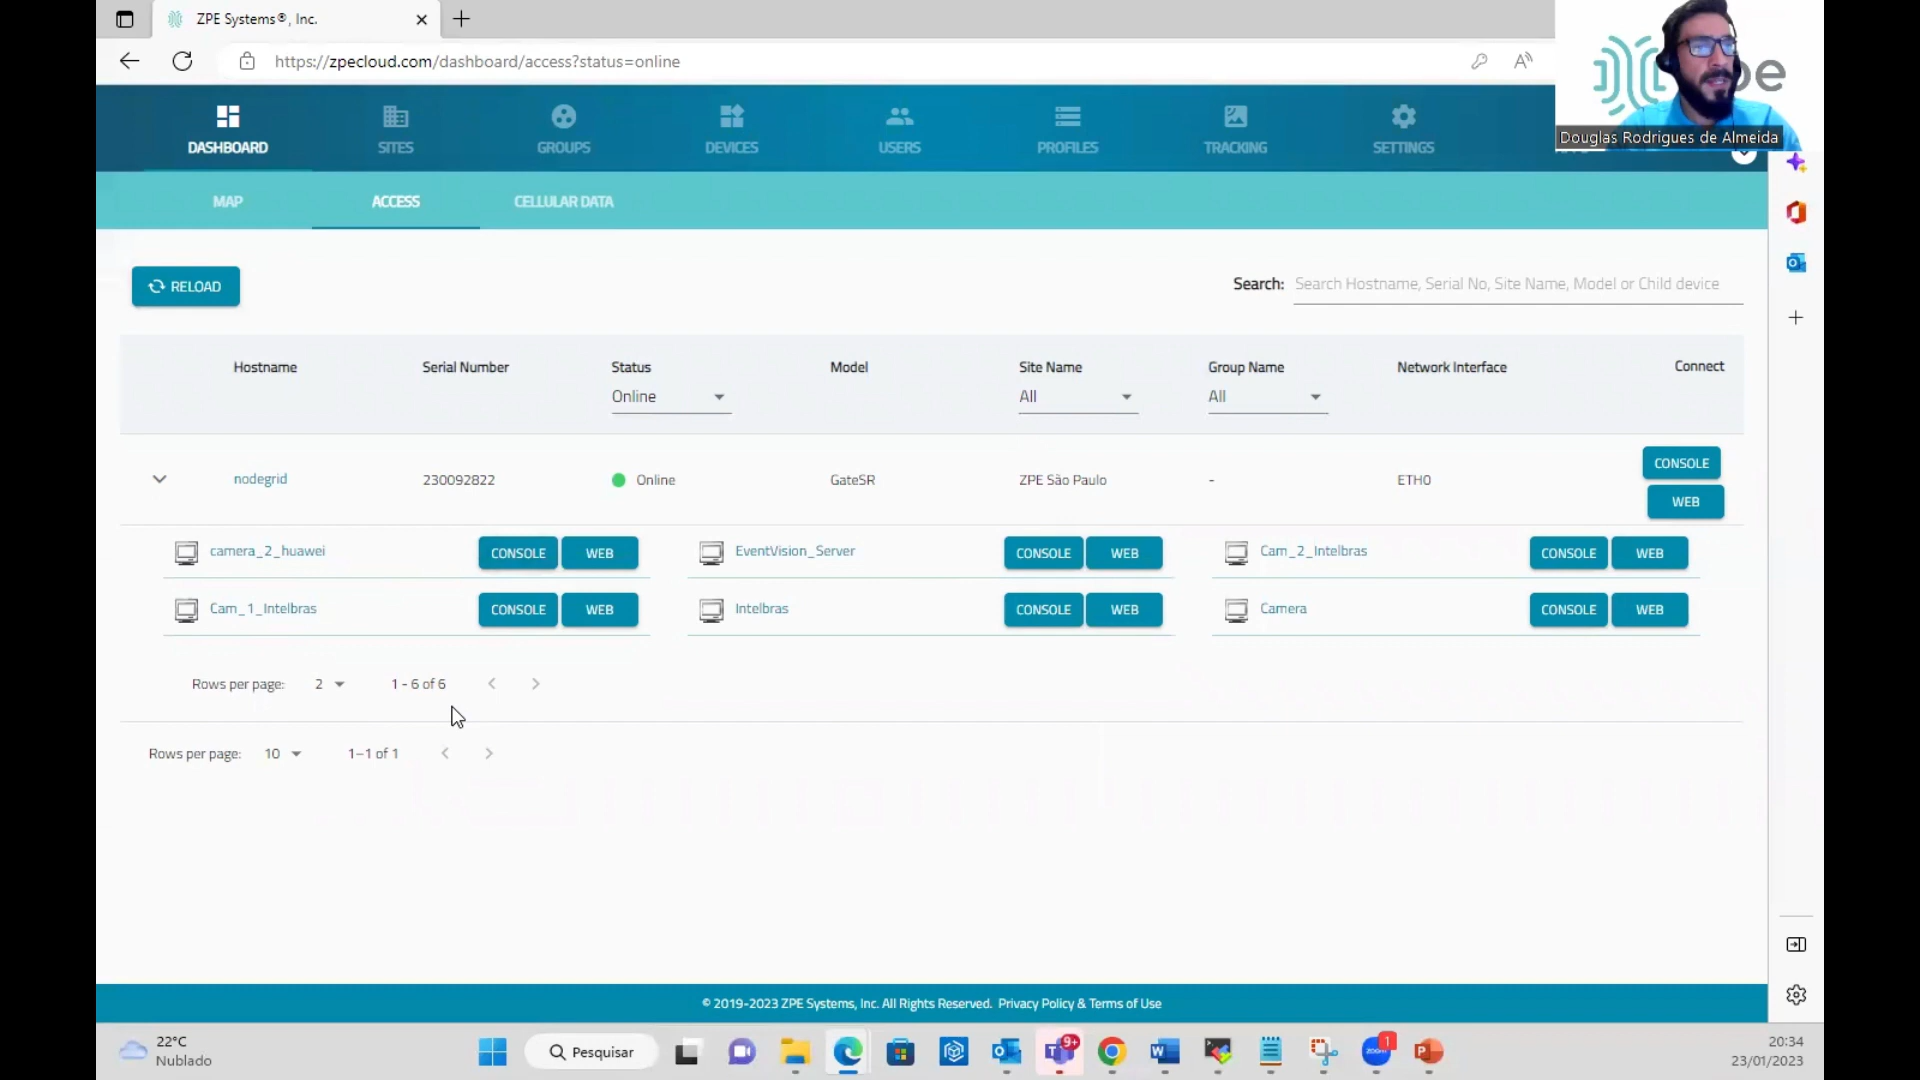 ZPE Systems®, Inc.
https://zpecloud.com/dashboard/access?status=online
pe
Douglas Rodrigues de Almeida
DASHBOARD SITES GROUPS DEVICES USERS PROFILES TRACKING SETTINGS
MAP ACCESS CELLULAR DATA
RELOAD
Search: Search Hostname, Serial No, Site Name, Model or Child device
Hostname Serial Number Status Model Site Name Group Name Network Interface Connect
Online All All
nodegrid 230092822 Online GateSR ZPE São Paulo - ETH0 CONSOLE
WEB
camera_2_huawei CONSOLE WEB EventVision_Server CONSOLE WEB Cam_2_Intelbras CONSOLE WEB
Cam_1_Intelbras CONSOLE WEB Intelbras CONSOLE WEB Camera CONSOLE WEB
Rows per page: 2 1 - 6 of 6
Rows per page: 10 1-1 of 1
© 2019-2023 ZPE Systems, Inc. All Rights Reserved. Privacy Policy & Terms of Use
22°C
Nublado
Pesquisar
9+
1
20:34
23/01/2023